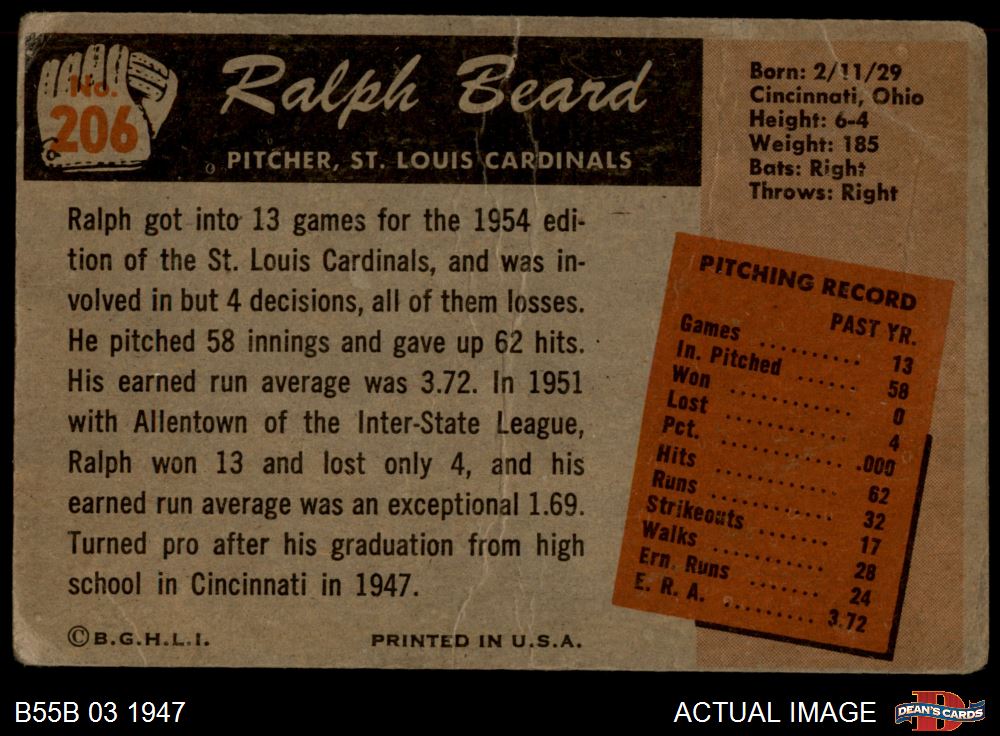 No.
206
Ralph Beard
PITCHER, ST. LOUIS CARDINALS
Born: 2/11/29
Cincinnati, Ohio
Height: 6-4
Weight: 185
Bats: Right
Throws: Right
Ralph got into 13 games for the 1954 edi-
tion of the St. Louis Cardinals, and was in-
volved in but 4 decisions, all of them losses.
He pitched 58 innings and gave up 62 hits.
His earned run average was 3.72. In 1951
with Allentown of the Inter-State League,
Ralph won 13 and lost only 4, and his
earned run average was an exceptional 1.69.
Turned pro after his graduation from high
school in Cincinnati in 1947.
PITCHING RECORD
PAST YR.
Games .......... 13
In. Pitched ...... 58
Won ............ 0
Lost ............ 4
Pct. ............ .000
Hits ............ 62
Runs ............ 32
Strikeouts ....... 17
Walks .......... 28
Ern. Runs ....... 24
E. R. A. .......... 3.72
©B.G.H.L.I.
PRINTED IN U.S.A.
B55B 03 1947
ACTUAL IMAGE
D
DEAN'S CARDS